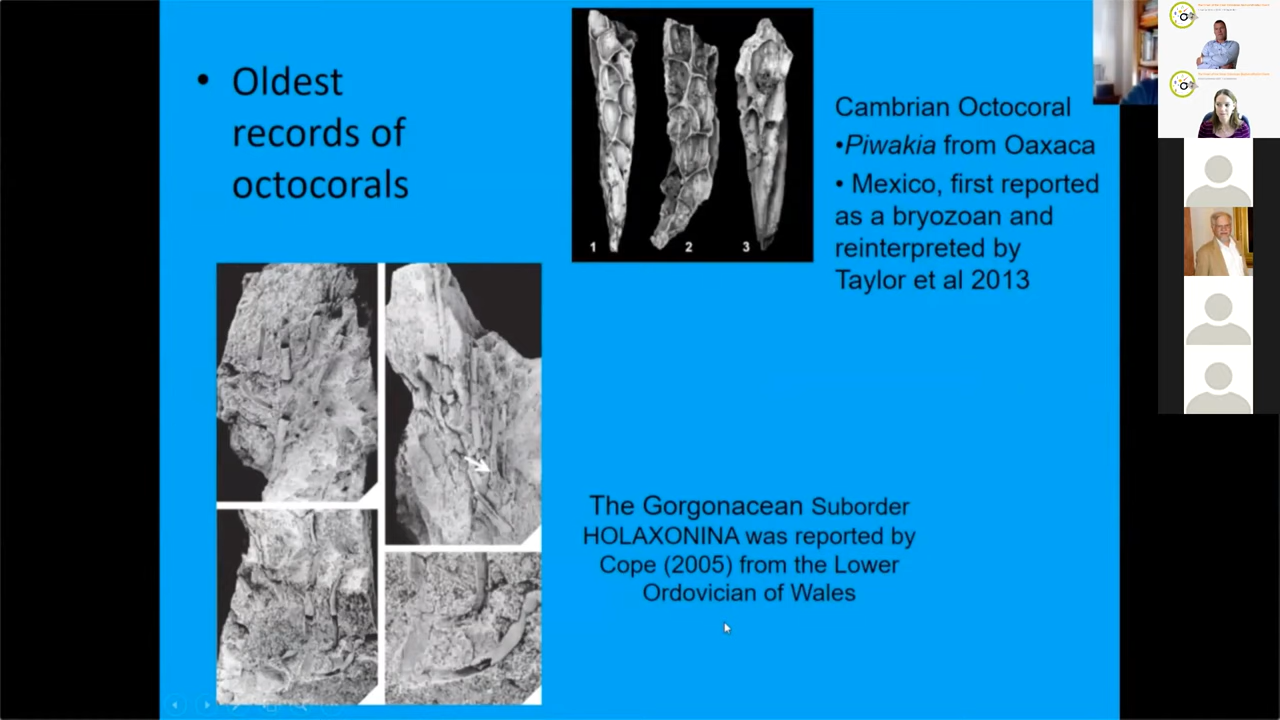 • Oldest
records of
octocorals
1 2 3
Cambrian Octocoral
•Piwakia from Oaxaca
• Mexico, first reported
as a bryozoan and
reinterpreted by
Taylor et al 2013
The Gorgonacean Suborder
HOLAXONINA was reported by
Cope (2005) from the Lower
Ordovician of Wales